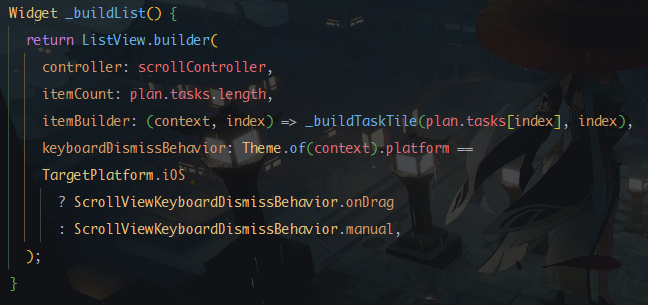 Widget _buildList() {
return ListView.builder(
controller: scrollController,
itemCount: plan.tasks.length,
itemBuilder: (context, index) => _buildTaskTile(plan.tasks[index], index),
keyboardDismissBehavior: Theme.of(context).platform ==
TargetPlatform.iOS
? ScrollViewKeyboardDismissBehavior.onDrag
: ScrollViewKeyboardDismissBehavior.manual,
);
}